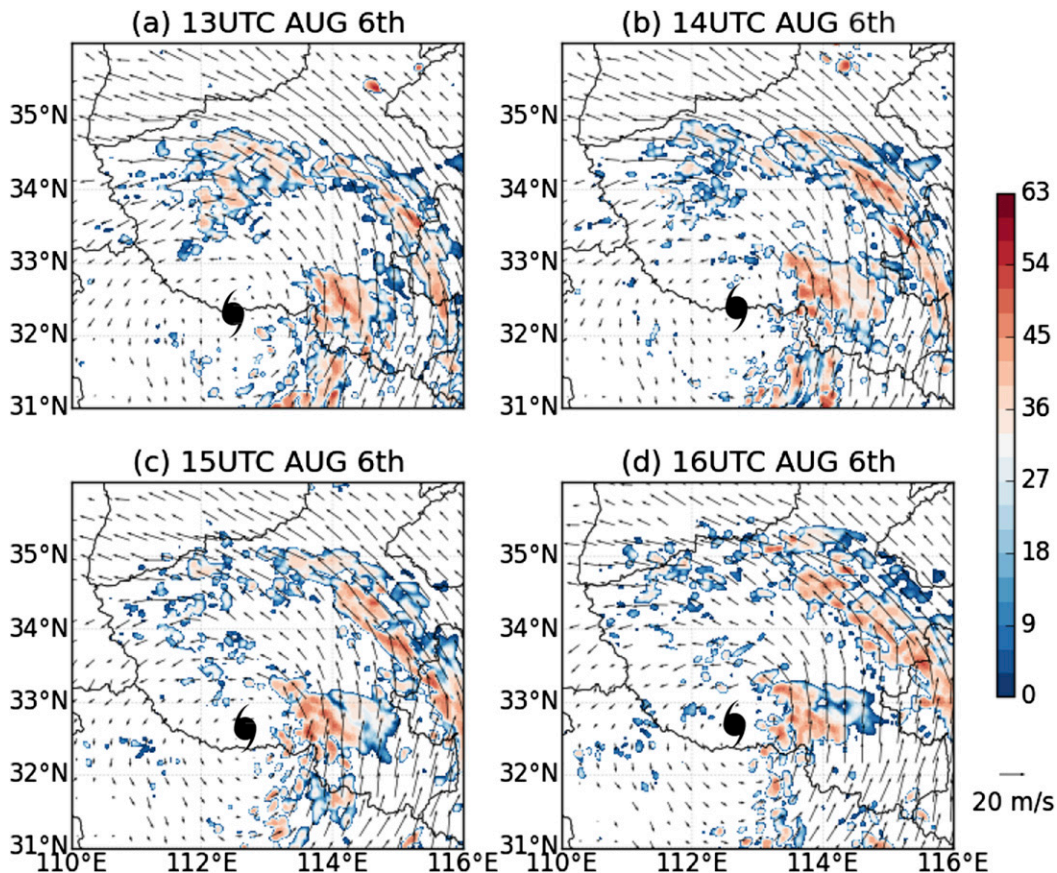 (a) 13UTC AUG 6th
(b) 14UTC AUG 6th
35°N
34°N
33°N
32°N
31°N
35°N
34°N
33°N
32°N
31°N
63
54
45
36
27
18
9
0
20 m/s
(c) 15UTC AUG 6th
(d) 16UTC AUG 6th
35°N
34°N
33°N
32°N
31°N
110°E 112°E 114°E 116°E
35°N
34°N
33°N
32°N
31°N
110°E 112°E 114°E 116°E